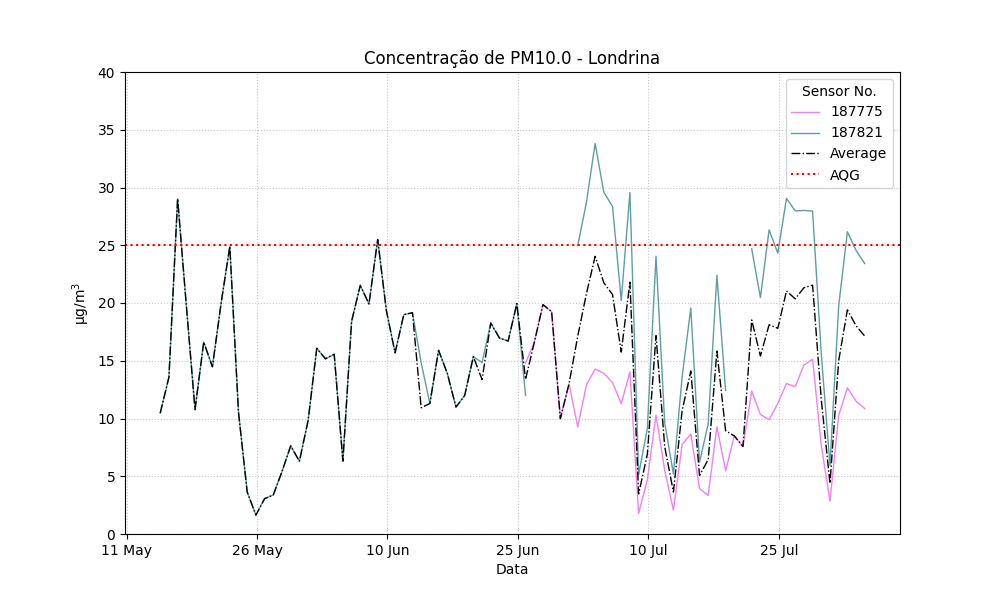 Concentração de PM10.0 - Londrina
Sensor No.
187775
187821
Average
AQG
40
35
30
25
20
15
10
5
0
µg/m³
11 May
26 May
10 Jun
25 Jun
10 Jul
25 Jul
Data